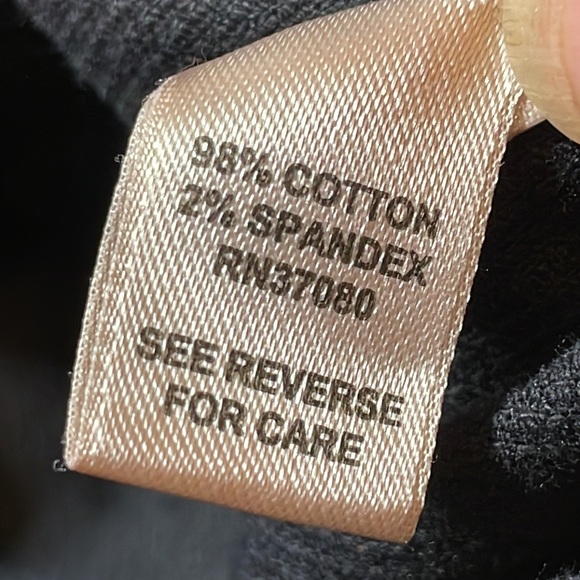 98% COTTON
2% SPANDEX
RN37080
SEE REVERSE
FOR CARE